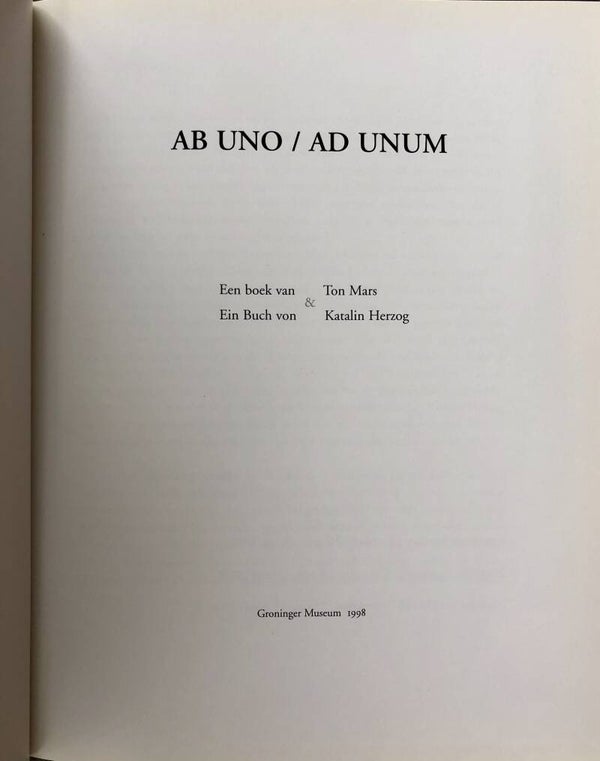 AB UNO / AD UNUM
Een boek van Ton Mars
&
Ein Buch von Katalin Herzog
Groninger Museum 1998